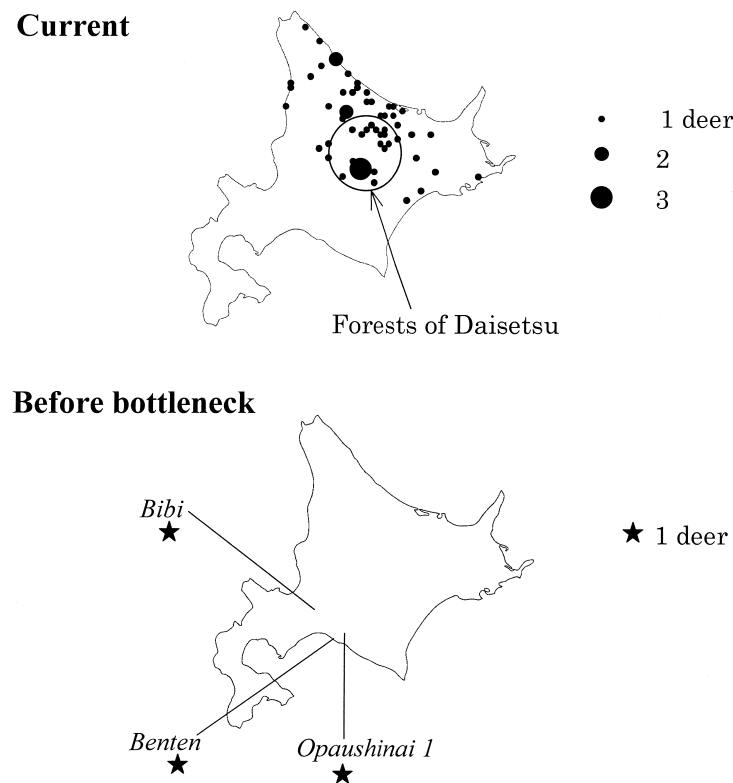 Current
1 deer
2
3
Forests of Daisetsu
Before bottleneck
Bibi
1 deer
Benten
Opaushinai 1